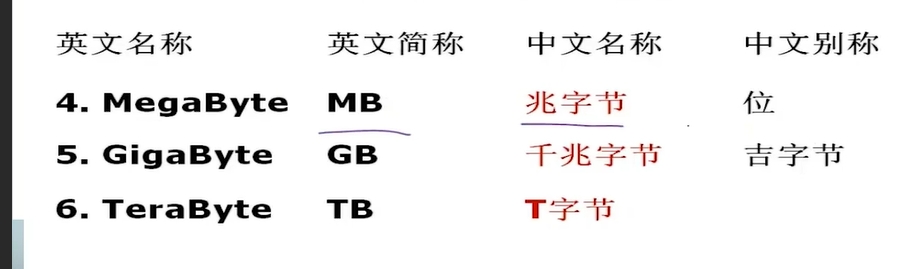 英文名称 英文简称 中文名称 中文别称
4. MegaByte MB 兆字节 位
5. GigaByte GB 千兆字节 吉字节
6. TeraByte TB T字节